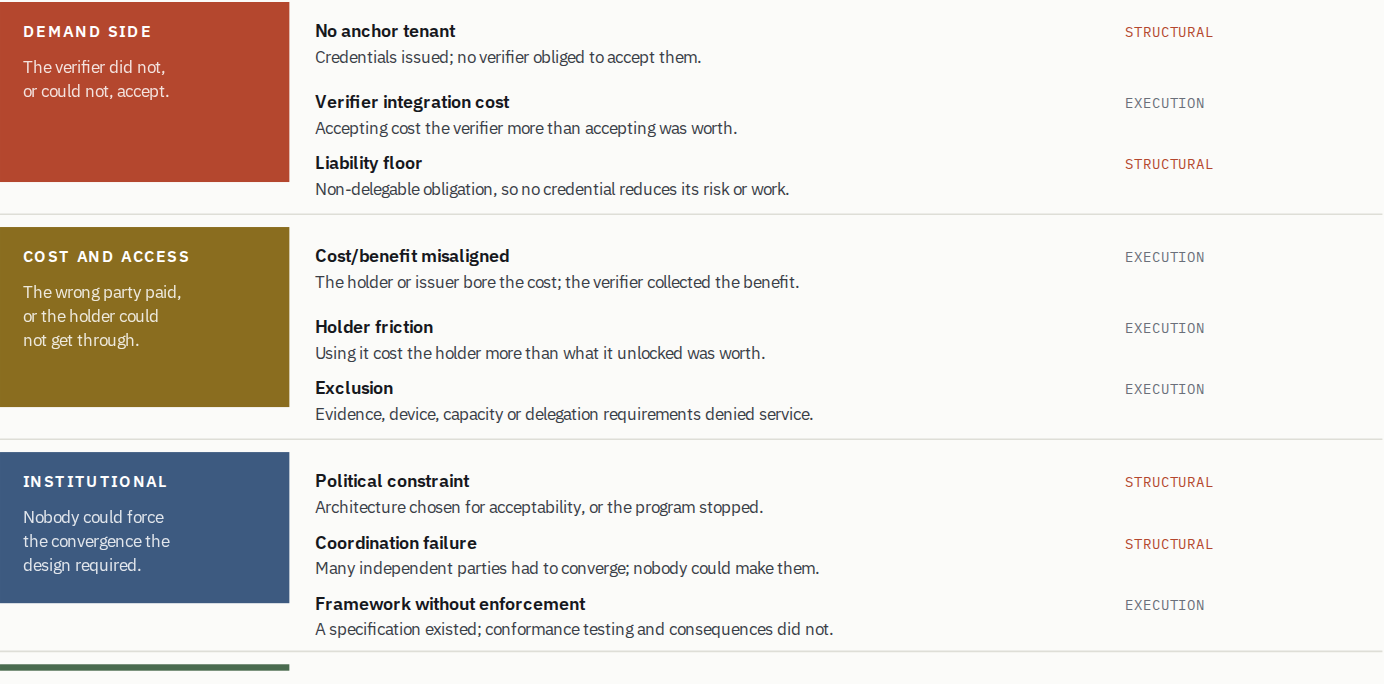 DEMAND SIDE
The verifier did not,
or could not, accept.
No anchor tenant
STRUCTURAL
Credentials issued; no verifier obliged to accept them.
Verifier integration cost
EXECUTION
Accepting cost the verifier more than accepting was worth.
Liability floor
STRUCTURAL
Non-delegable obligation, so no credential reduces its risk or work.
COST AND ACCESS
The wrong party paid,
or the holder could
not get through.
Cost/benefit misaligned
EXECUTION
The holder or issuer bore the cost; the verifier collected the benefit.
Holder friction
EXECUTION
Using it cost the holder more than what it unlocked was worth.
Exclusion
EXECUTION
Evidence, device, capacity or delegation requirements denied service.
INSTITUTIONAL
Nobody could force
the convergence the
design required.
Political constraint
STRUCTURAL
Architecture chosen for acceptability, or the program stopped.
Coordination failure
STRUCTURAL
Many independent parties had to converge; nobody could make them.
Framework without enforcement
EXECUTION
A specification existed; conformance testing and consequences did not.